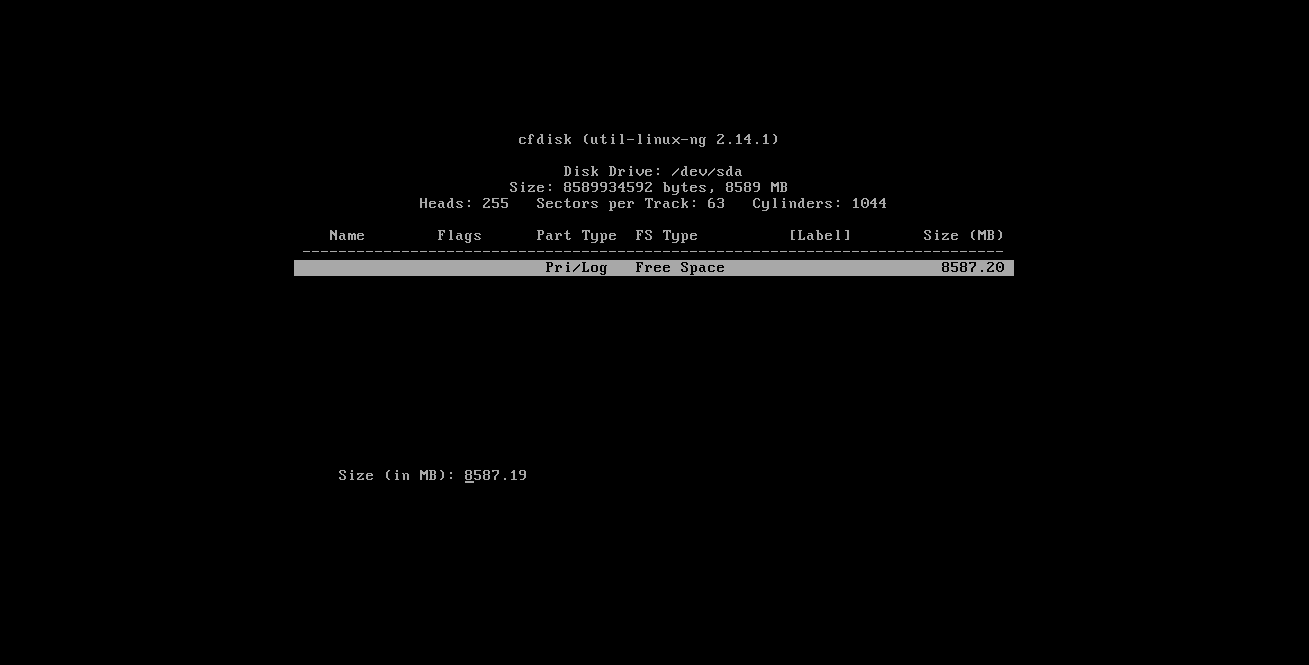 cfdisk (util-linux-ng 2.14.1)
Disk Drive: /dev/sda
Size: 8589934592 bytes, 8589 MB
Heads: 255   Sectors per Track: 63   Cylinders: 1044
Name        Flags      Part Type  FS Type          [Label]        Size (MB)
------------------------------------------------------------------------------
Pri/Log   Free Space                        8587.20
Size (in MB): 8587.19